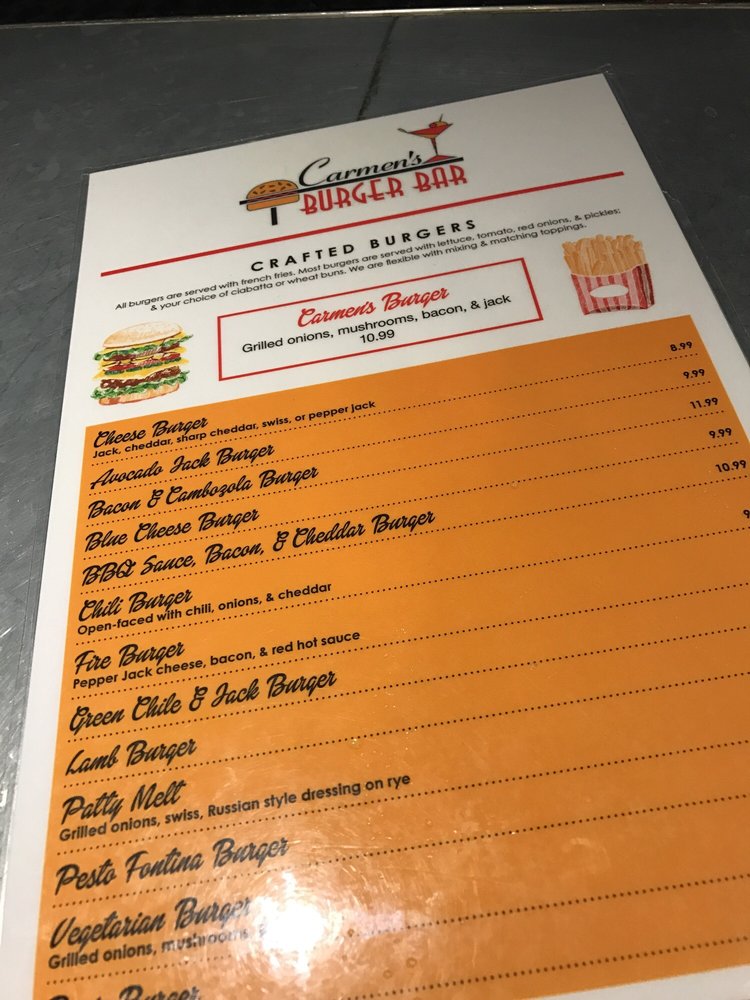 Carmen's
BURGER BAR
CRAFTED BURGERS
All burgers are served with french fries. Most burgers are served with lettuce, tomato, red onions, & pickles;
& your choice of ciabatta or wheat buns. We are flexible with mixing & matching toppings.
Carmen's Burger
Grilled onions, mushrooms, bacon, & jack
10.99
Cheese Burger 8.99
Jack, cheddar, sharp cheddar, swiss, or pepper jack
Avocado Jack Burger 9.99
Bacon & Cambozola Burger 11.99
Blue Cheese Burger 9.99
BBQ Sauce, Bacon, & Cheddar Burger 10.99
Chili Burger
Open-faced with chili, onions, & cheddar
Fire Burger
Pepper Jack cheese, bacon, & red hot sauce
Green Chile & Jack Burger
Lamb Burger
Patty Melt
Grilled onions, swiss, Russian style dressing on rye
Pesto Fontina Burger
Vegetarian Burger
Grilled onions, mushrooms,
Burger